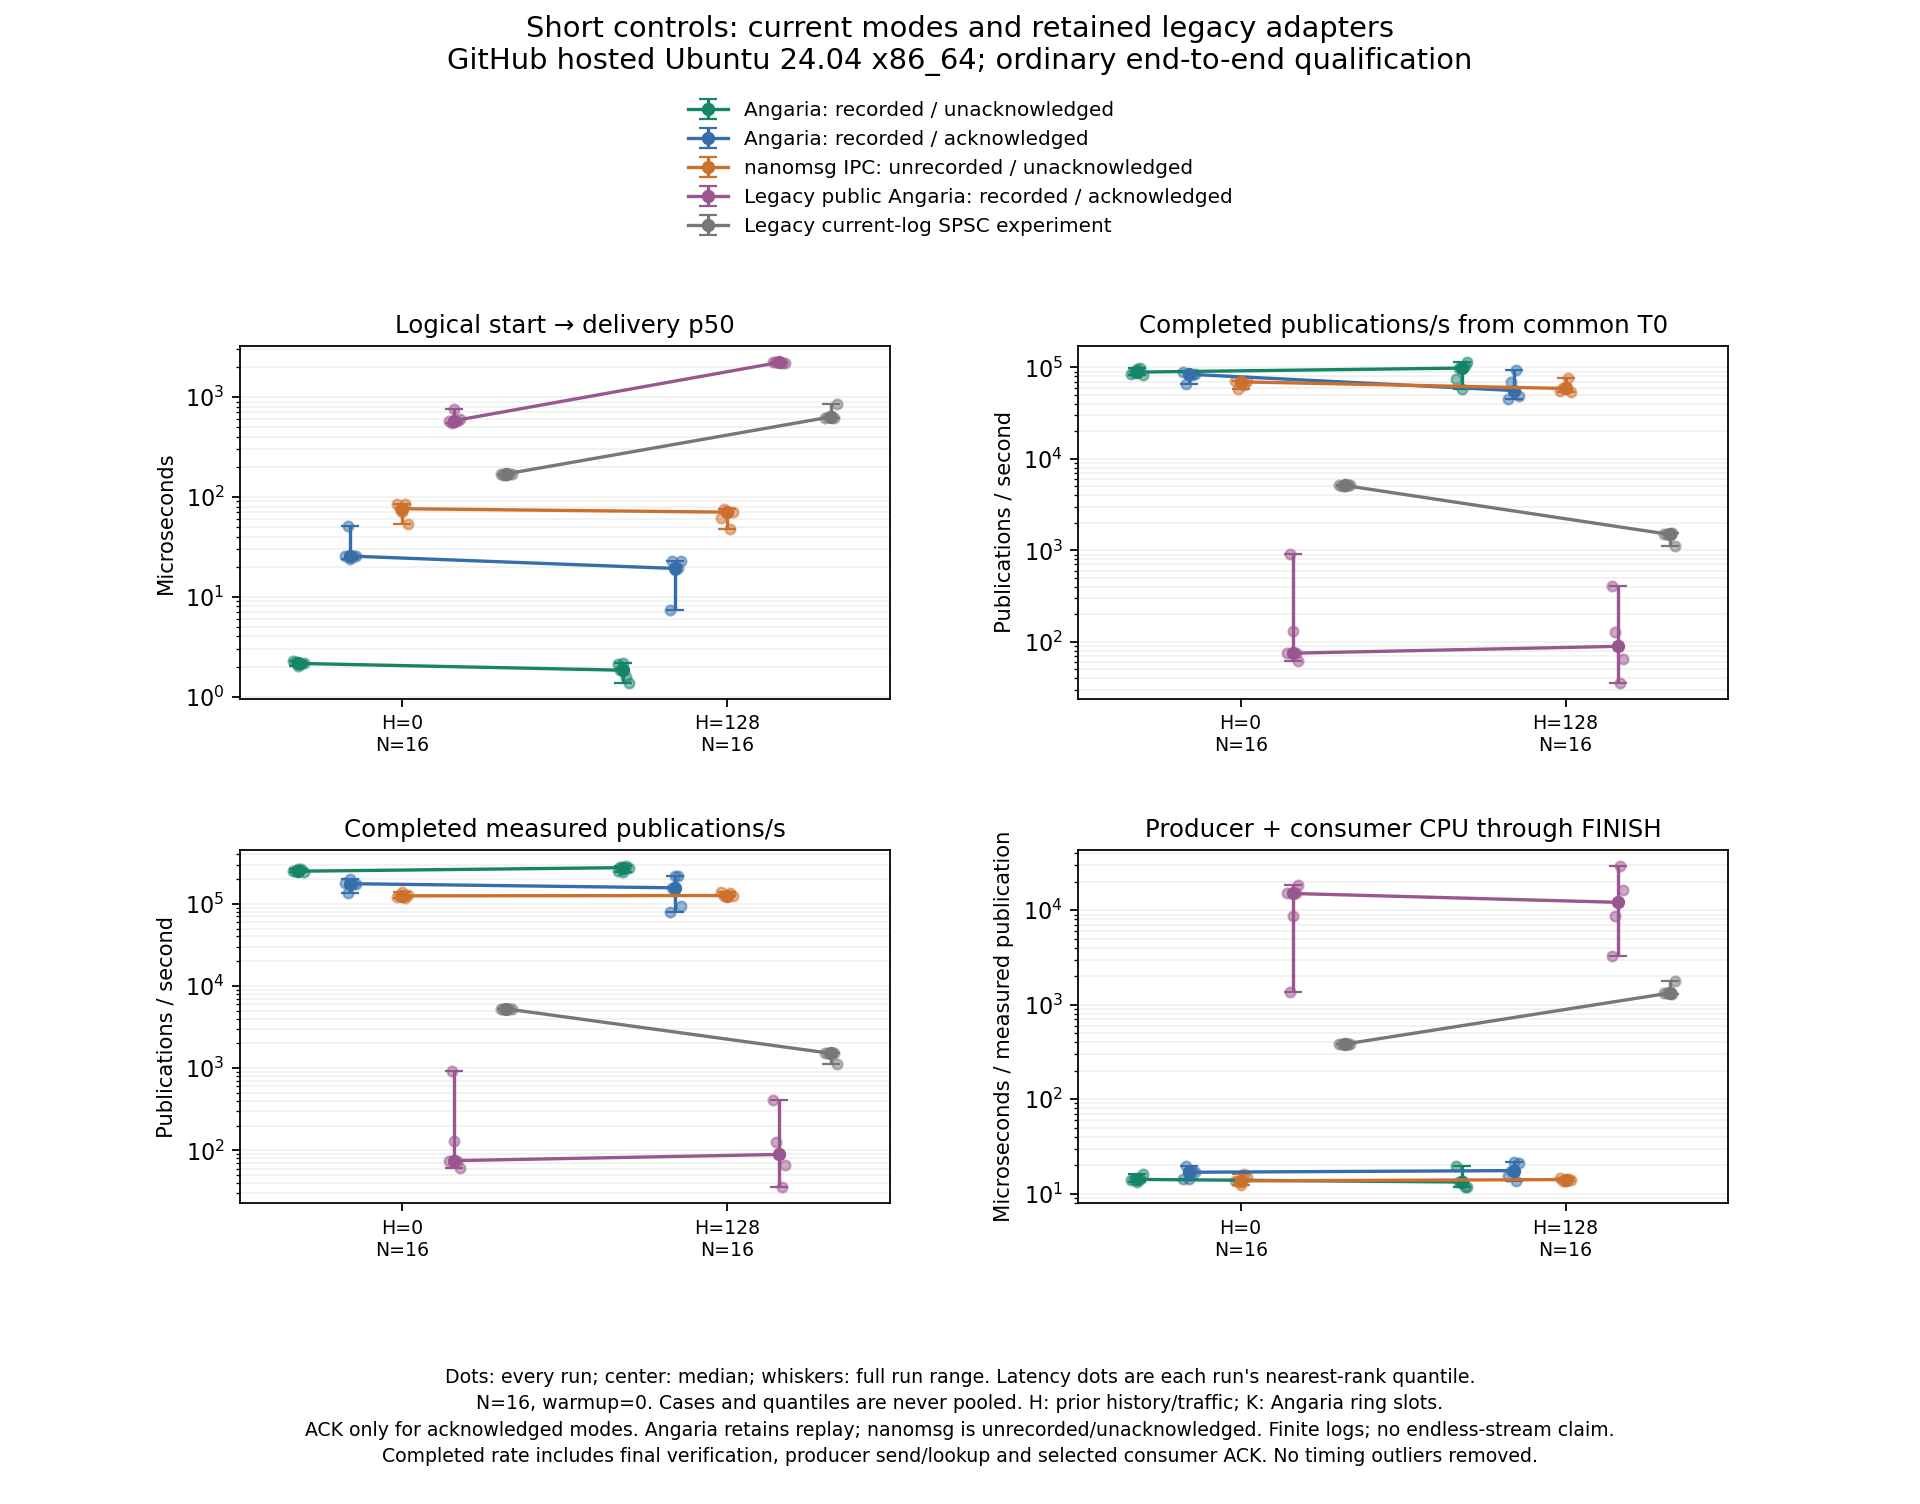 Short controls: current modes and retained legacy adapters
GitHub hosted Ubuntu 24.04 x86_64; ordinary end-to-end qualification
Angaria: recorded / unacknowledged
Angaria: recorded / acknowledged
nanomsg IPC: unrecorded / unacknowledged
Legacy public Angaria: recorded / acknowledged
Legacy current-log SPSC experiment
Logical start → delivery p50
Microseconds
10³
10²
10¹
10⁰
H=0
N=16
H=128
N=16
Completed publications/s from common T0
Publications / second
10⁵
10⁴
10³
10²
H=0
N=16
H=128
N=16
Completed measured publications/s
Publications / second
10⁵
10⁴
10³
10²
H=0
N=16
H=128
N=16
Producer + consumer CPU through FINISH
Microseconds / measured publication
10⁴
10³
10²
10¹
H=0
N=16
H=128
N=16
Dots: every run; center: median; whiskers: full run range. Latency dots are each run's nearest-rank quantile.
N=16, warmup=0. Cases and quantiles are never pooled. H: prior history/traffic; K: Angaria ring slots.
ACK only for acknowledged modes. Angaria retains replay; nanomsg is unrecorded/unacknowledged. Finite logs; no endless-stream claim.
Completed rate includes final verification, producer send/lookup and selected consumer ACK. No timing outliers removed.